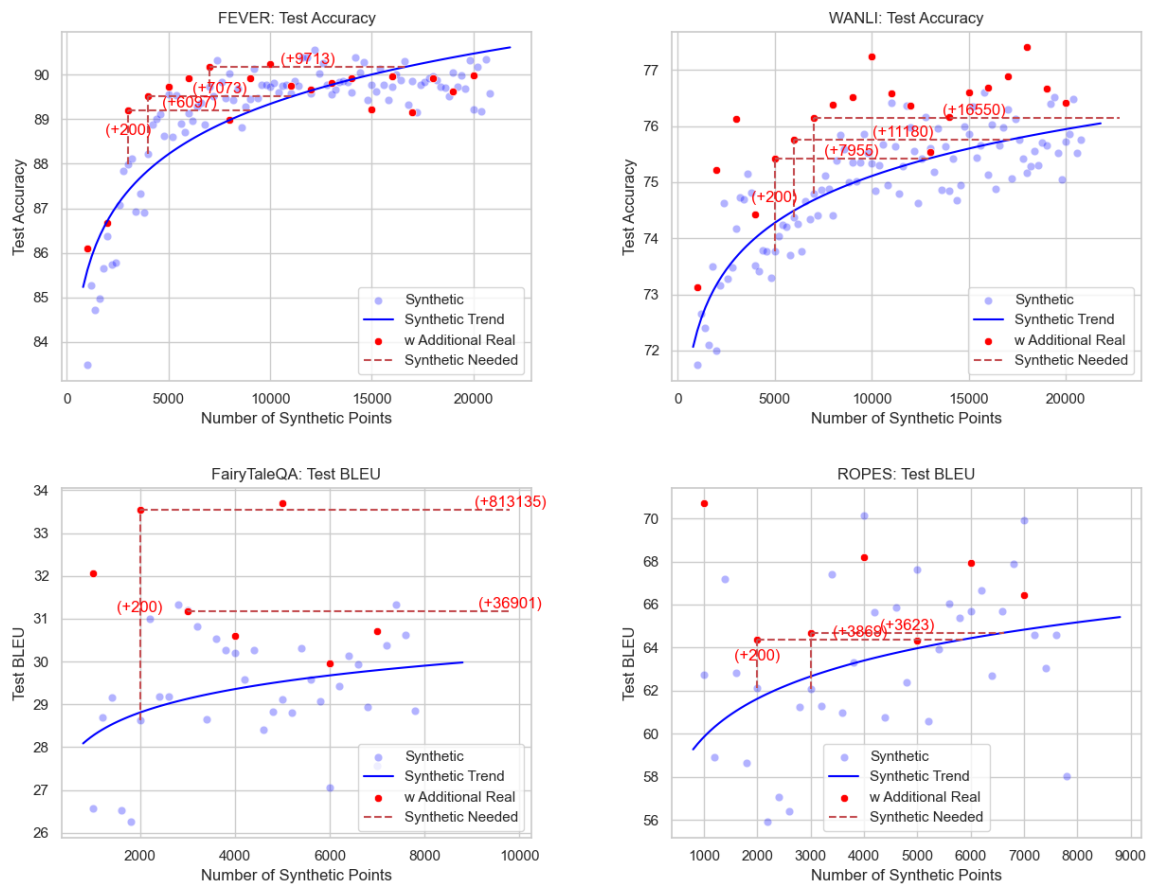 FEVER: Test Accuracy
Test Accuracy
90
89
88
87
86
85
84
(+9713)
(+7073)
(+6097)
(+200)
Synthetic
Synthetic Trend
w Additional Real
Synthetic Needed
0 5000 10000 15000 20000
Number of Synthetic Points
WANLI: Test Accuracy
Test Accuracy
77
76
75
74
73
72
(+16550)
(+11180)
(+7955)
(+200)
Synthetic
Synthetic Trend
w Additional Real
Synthetic Needed
0 5000 10000 15000 20000
Number of Synthetic Points
FairyTaleQA: Test BLEU
Test BLEU
34
33
32
31
30
29
28
27
26
(+813135)
(+200)
(+36901)
Synthetic
Synthetic Trend
w Additional Real
Synthetic Needed
2000 4000 6000 8000 10000
Number of Synthetic Points
ROPES: Test BLEU
Test BLEU
70
68
66
64
62
60
58
56
(+3623)
(+3869)
(+200)
Synthetic
Synthetic Trend
w Additional Real
Synthetic Needed
1000 2000 3000 4000 5000 6000 7000 8000 9000
Number of Synthetic Points